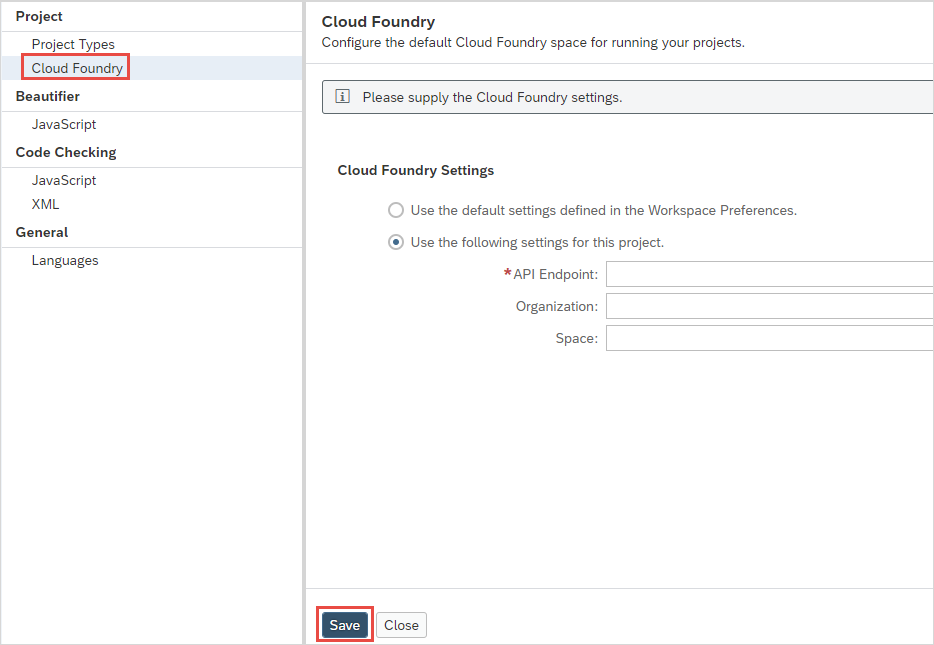 Project
Project Types
Cloud Foundry
Beautifier
JavaScript
Code Checking
JavaScript
XML
General
Languages
Cloud Foundry
Configure the default Cloud Foundry space for running your projects.
Please supply the Cloud Foundry settings.
Cloud Foundry Settings
Use the default settings defined in the Workspace Preferences.
Use the following settings for this project.
*API Endpoint:
Organization:
Space:
Save Close